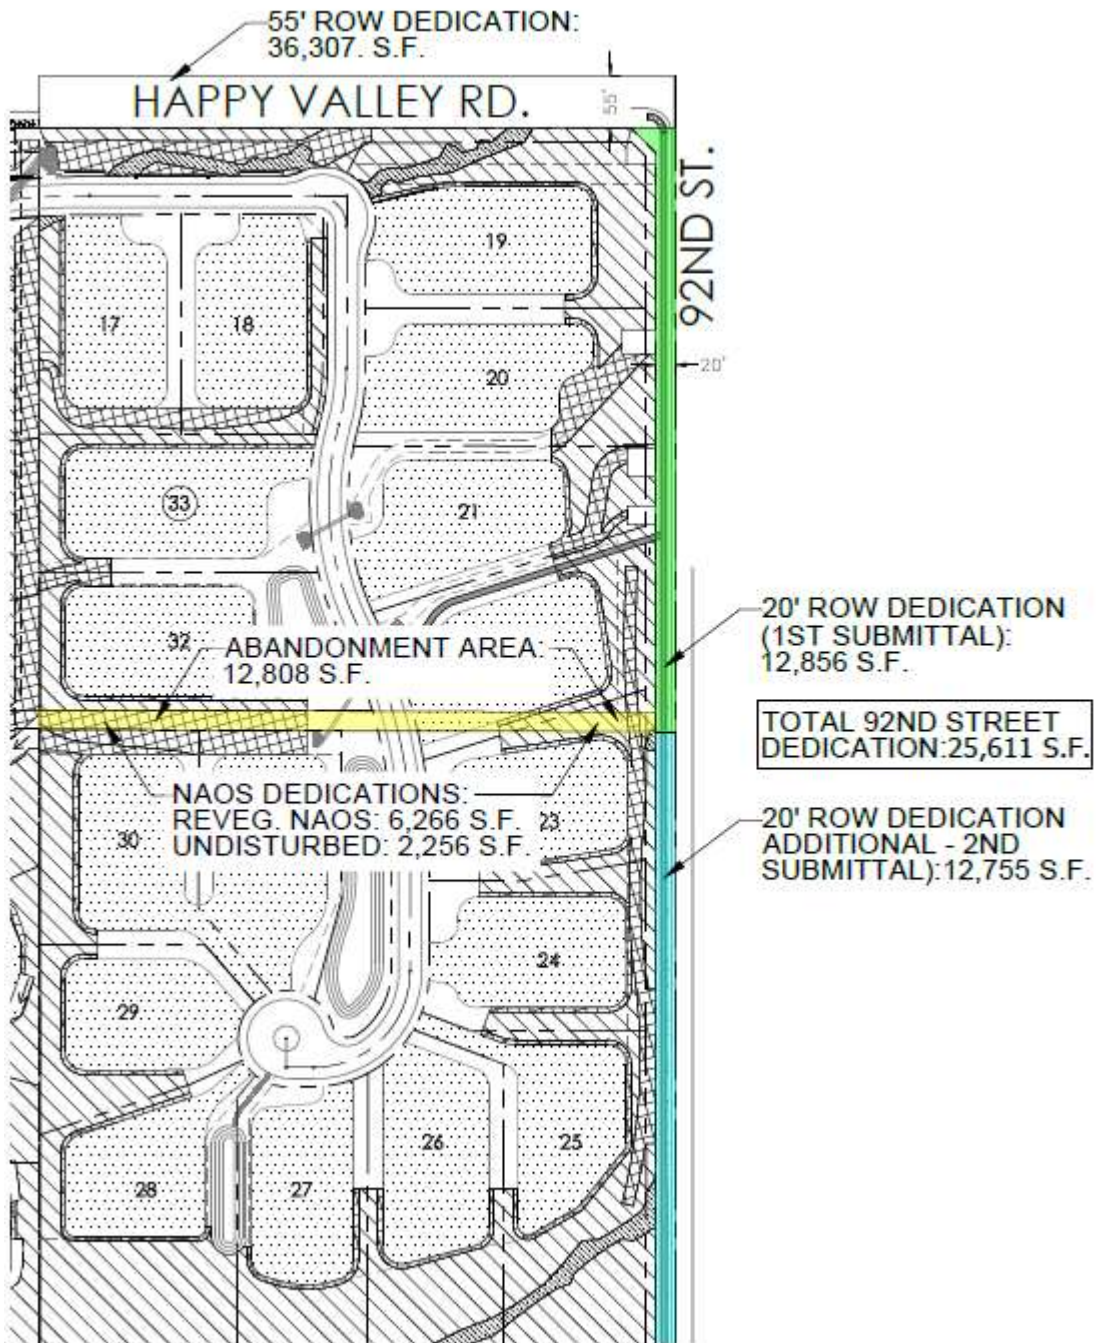 55' ROW DEDICATION:
36,307. S.F.
HAPPY VALLEY RD.
55'
92ND ST.
19
17
18
20
20'
33
21
32
ABANDONMENT AREA:
12,808 S.F.
20' ROW DEDICATION
(1ST SUBMITTAL):
12,856 S.F.
TOTAL 92ND STREET
DEDICATION:25,611 S.F.
NAOS DEDICATIONS:
REVEG. NAOS: 6,266 S.F.
UNDISTURBED: 2,256 S.F.
30
23
20' ROW DEDICATION
ADDITIONAL - 2ND
SUBMITTAL):12,755 S.F.
24
29
26
25
28
27